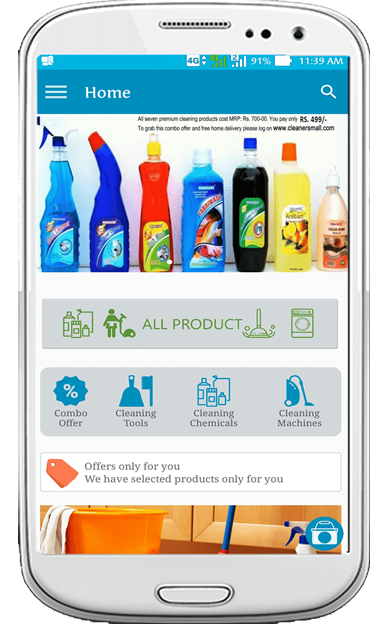 4G 2 91% 11:39 AM
Home
All seven premium cleaning products cost MRP: Rs. 700-00. You pay only RS. 499/-
To grab this combo offer and free home delivery please log on www.cleanersmall.com
ALL PRODUCT
%
Combo Offer
Cleaning Tools
Cleaning Chemicals
Cleaning Machines
Offers only for you
We have selected products only for you